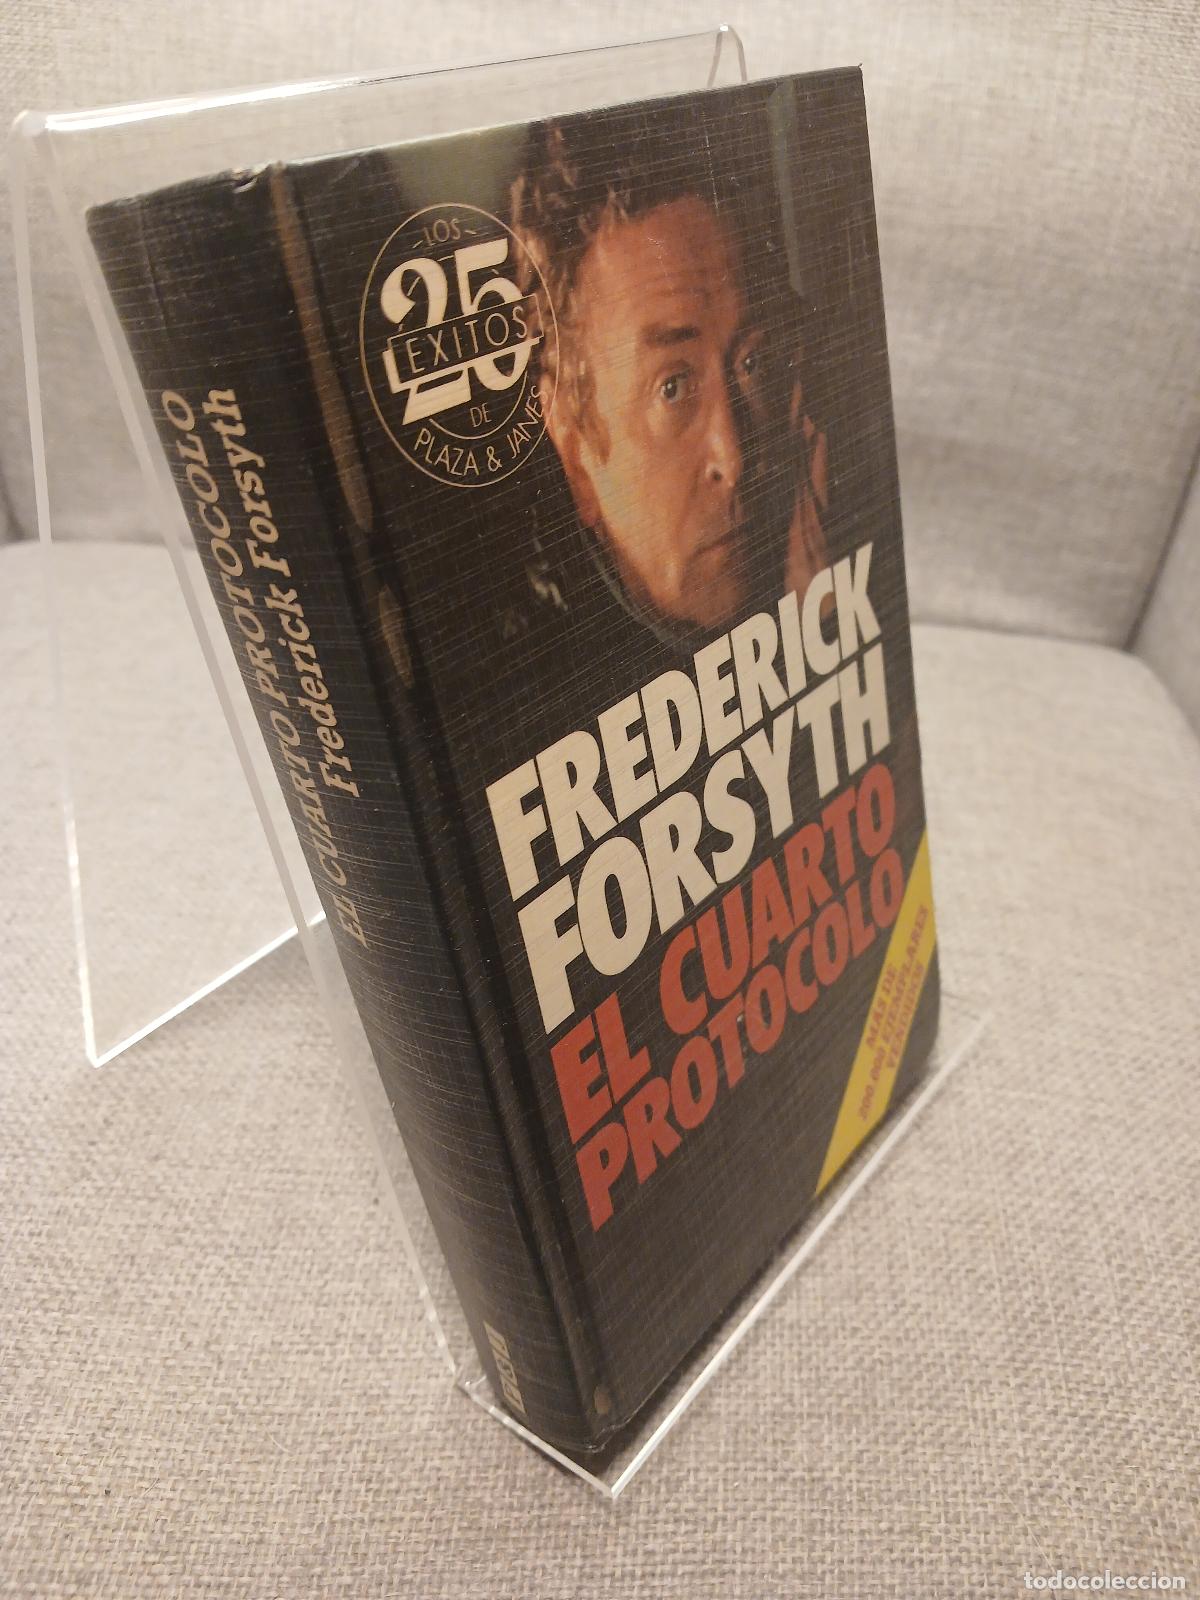 EL CUARTO PROTOCOLO
Frederick Forsyth
LOS
25
EXITOS
DE
PLAZA & JANES
FREDERICK
FORSYTH
EL CUARTO
PROTOCOLO
MAS DE
EJEMPLARES
VENDIDOS
todocoleccion